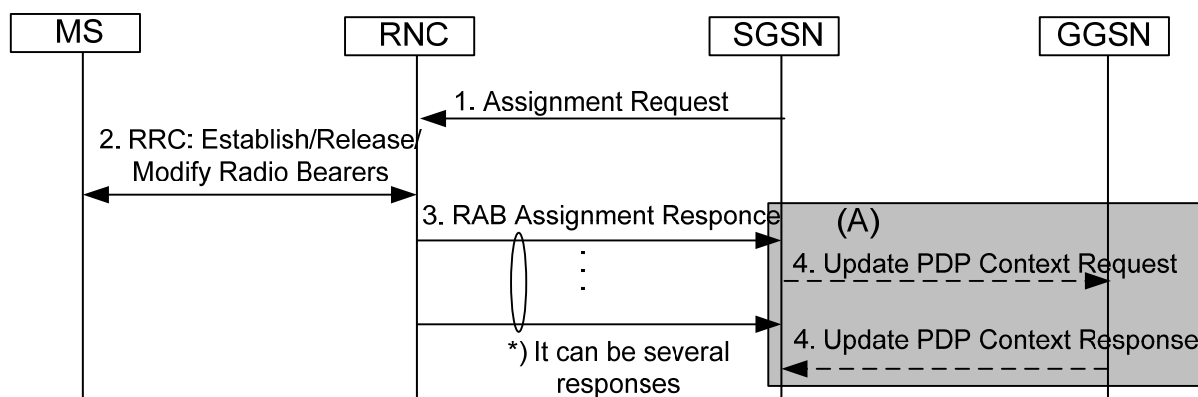 MS
RNC
SGSN
GGSN
1. Assignment Request
2. RRC: Establish/Release/
Modify Radio Bearers
3. RAB Assignment Responce
(A)
4. Update PDP Context Request
4. Update PDP Context Response
*) It can be several
responses